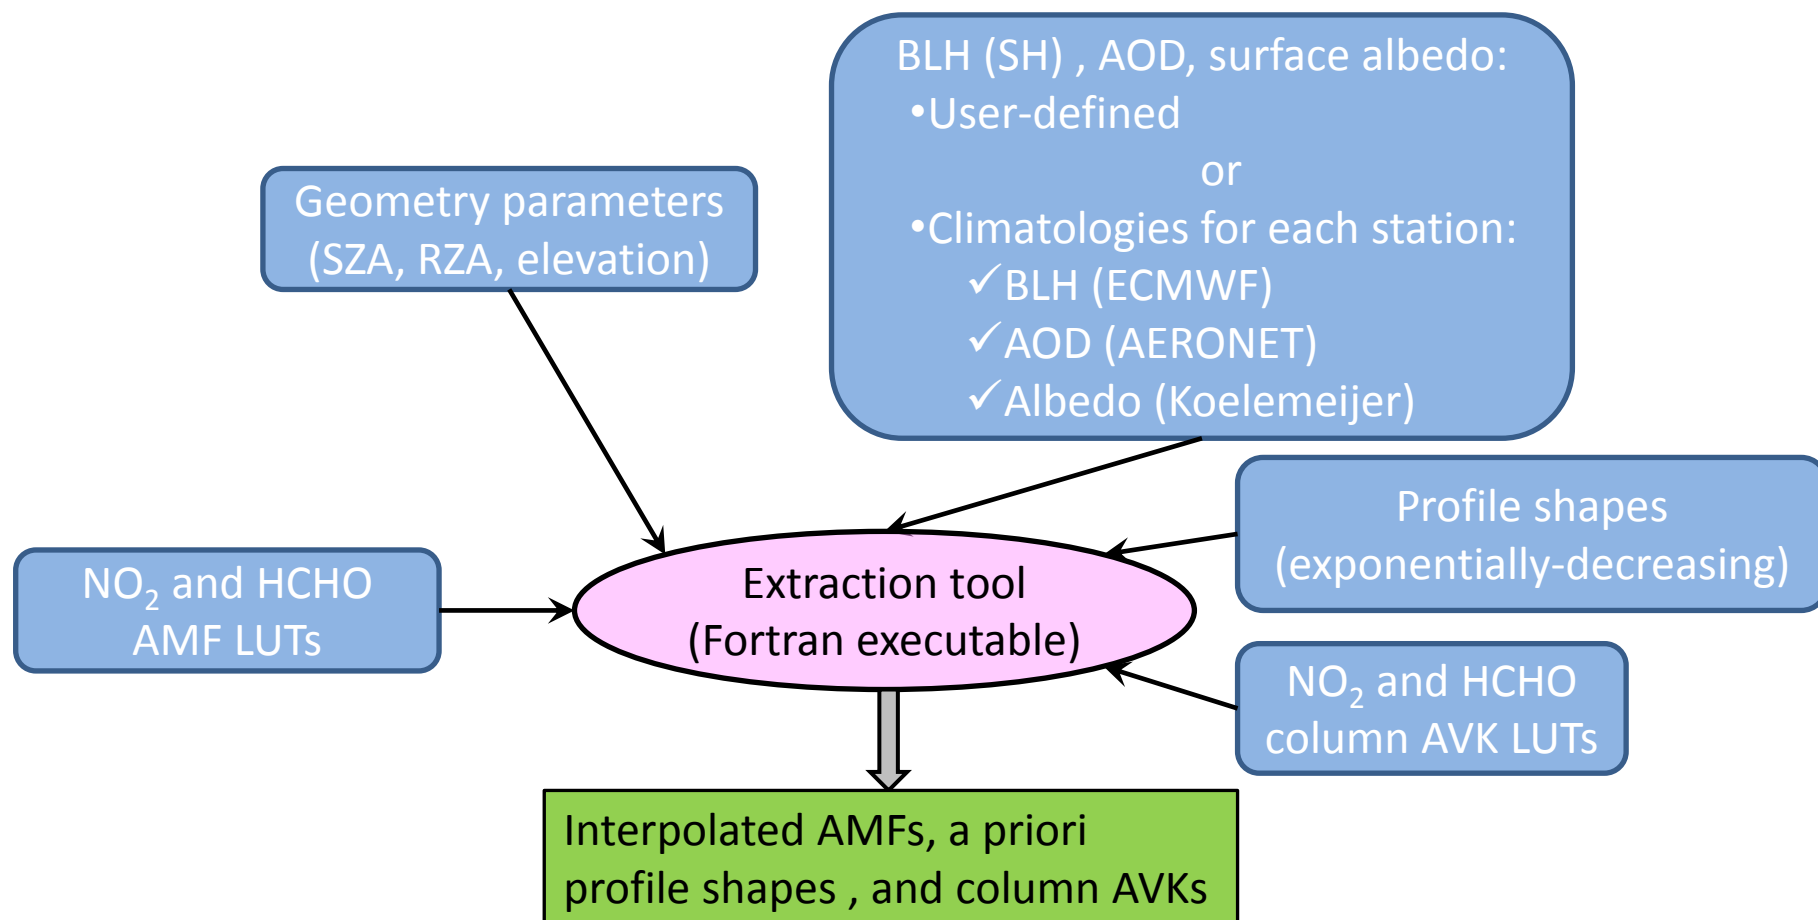 BLH (SH) , AOD, surface albedo:
•User-defined
or
•Climatologies for each station:
✓BLH (ECMWF)
✓AOD (AERONET)
✓Albedo (Koelemeijer)
Geometry parameters
(SZA, RZA, elevation)
Profile shapes
(exponentially-decreasing)
NO₂ and HCHO
AMF LUTs
Extraction tool
(Fortran executable)
NO₂ and HCHO
column AVK LUTs
Interpolated AMFs, a priori
profile shapes , and column AVKs